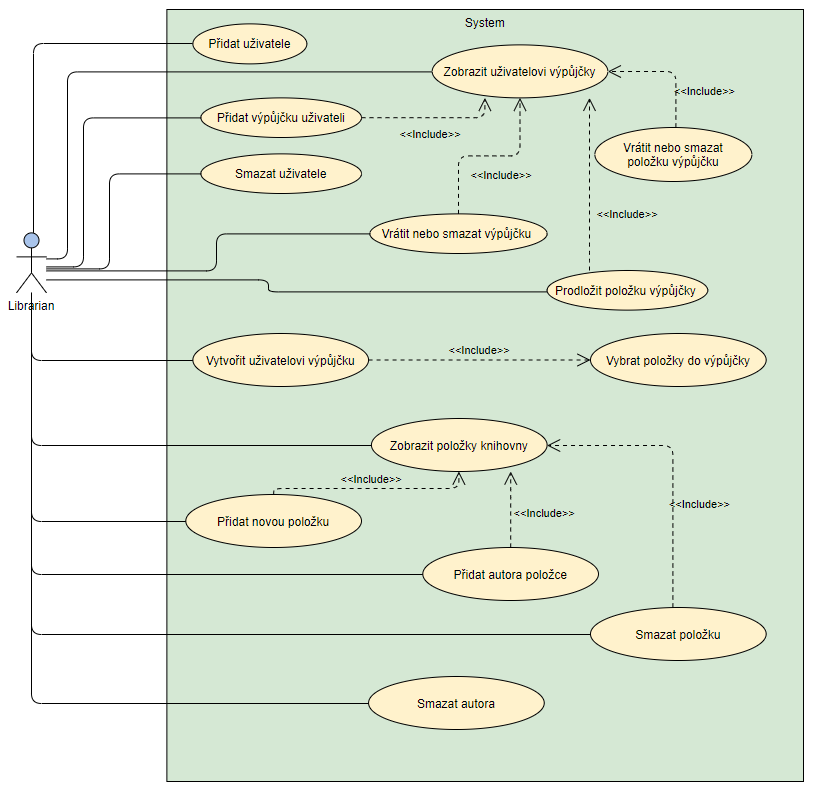 System
Přidat uživatele
Zobrazit uživatelovi výpůjčky
<<Include>>
Přidat výpůjčku uživateli
<<Include>>
Vrátit nebo smazat
položku výpůjčku
Smazat uživatele
<<Include>>
<<Include>>
Vrátit nebo smazat výpůjčku
Prodložit položku výpůjčky
Librarian
<<Include>>
Vytvořit uživatelovi výpůjčku
Vybrat položky do výpůjčky
Zobrazit položky knihovny
<<Include>>
<<Include>>
<<Include>>
Přidat novou položku
Přidat autora položce
Smazat položku
Smazat autora